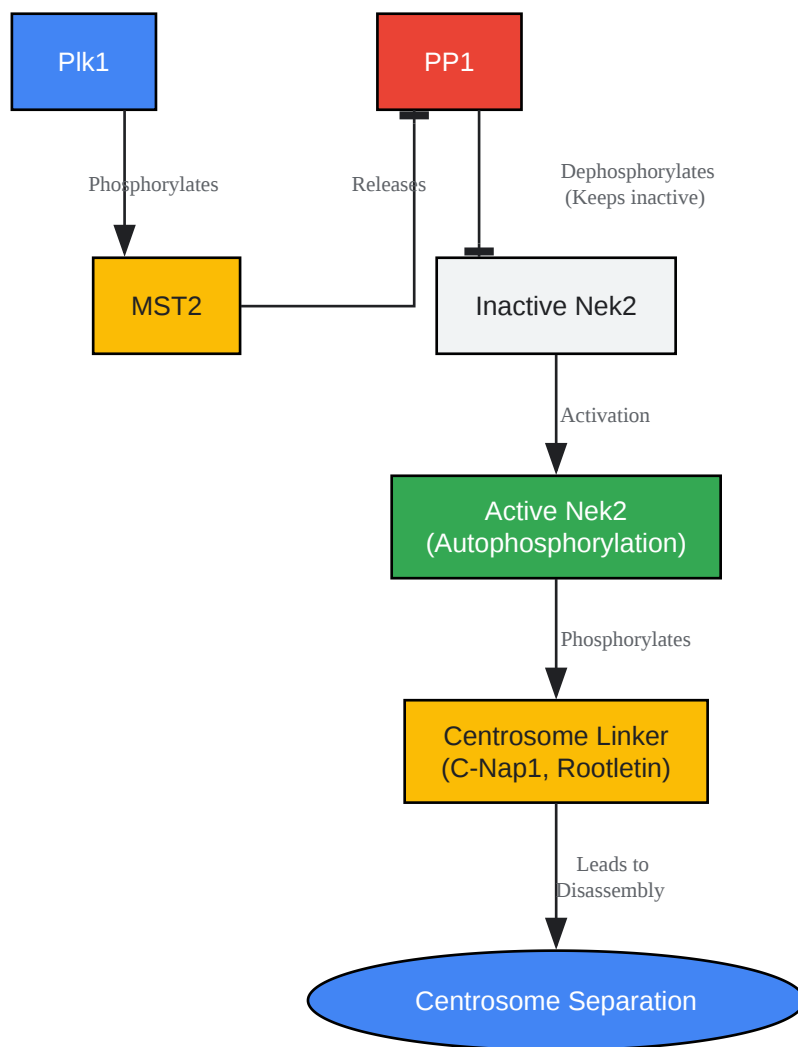 Plk1
PP1
Phosphorylates
Releases
Dephosphorylates
(Keeps inactive)
MST2
Inactive Nek2
Activation
Active Nek2
(Autophosphorylation)
Phosphorylates
Centrosome Linker
(C-Nap1, Rootletin)
Leads to
Disassembly
Centrosome Separation